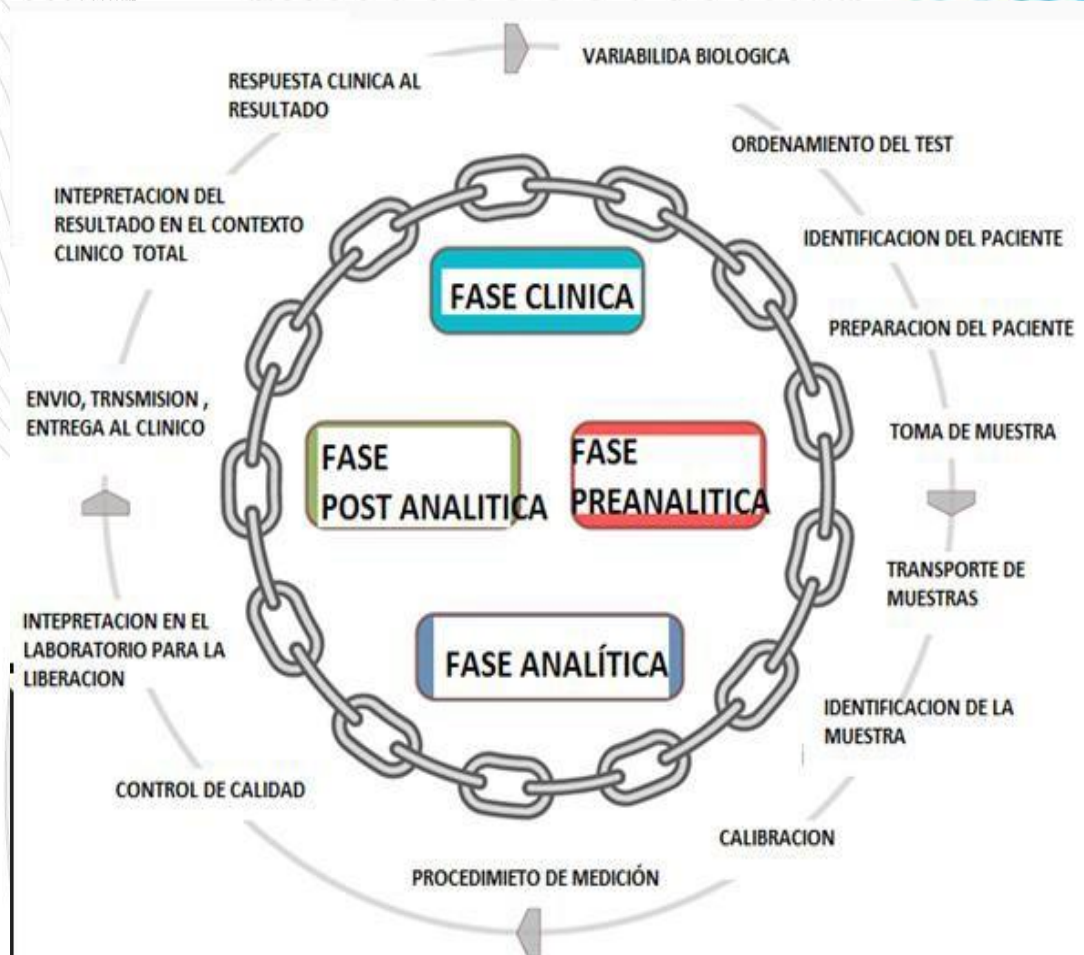 VARIABILIDA BIOLOGICA
ORDENAMIENTO DEL TEST
IDENTIFICACION DEL PACIENTE
PREPARACION DEL PACIENTE
TOMA DE MUESTRA
TRANSPORTE DE
MUESTRAS
IDENTIFICACION DE LA
MUESTRA
CALIBRACION
PROCEDIMIETO DE MEDICIÓN
CONTROL DE CALIDAD
INTEPRETACION EN EL
LABORATORIO PARA LA
LIBERACION
ENVIO, TRNSMISION ,
ENTREGA AL CLINICO
INTEPRETACION DEL
RESULTADO EN EL CONTEXTO
CLINICO TOTAL
RESPUESTA CLINICA AL
RESULTADO
FASE CLINICA
FASE
PREANALITICA
FASE ANALÍTICA
FASE
POST ANALITICA